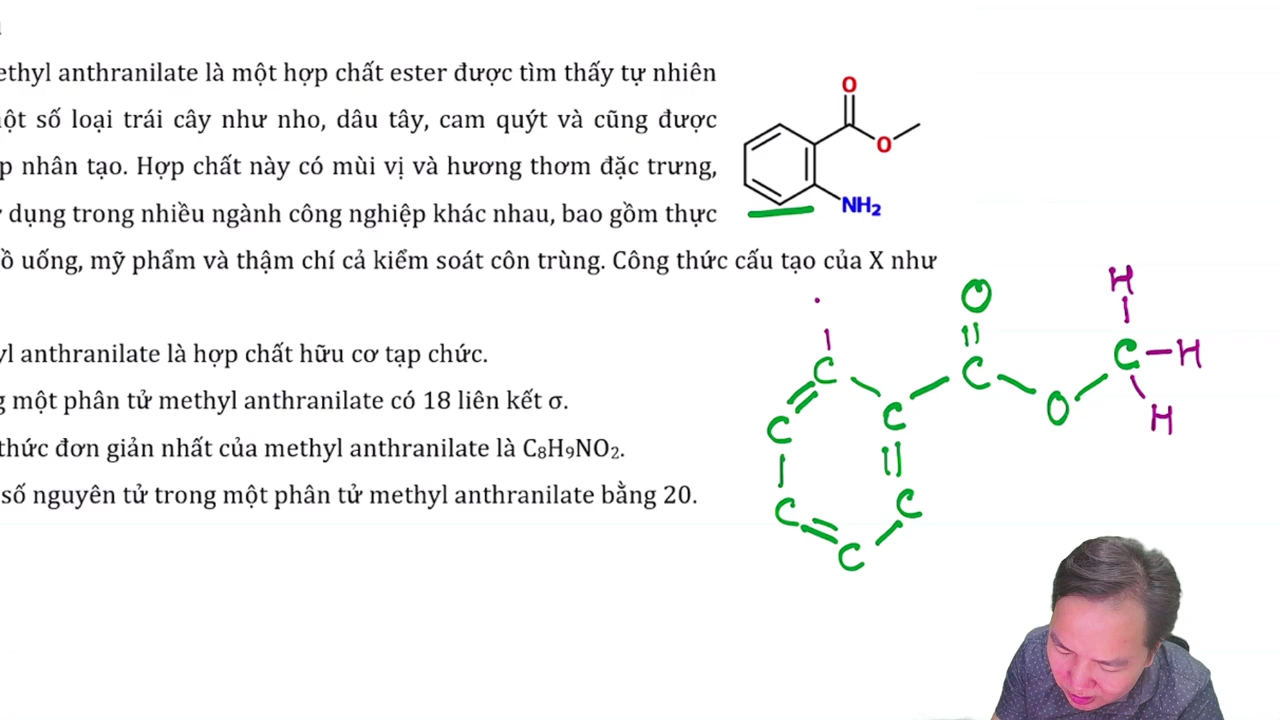 ethyl anthranilate là một hợp chất ester được tìm thấy tự nhiên
một số loại trái cây như nho, dâu tây, cam quýt và cũng được
p nhân tạo. Hợp chất này có mùi vị và hương thơm đặc trưng,
dụng trong nhiều ngành công nghiệp khác nhau, bao gồm thực
ồ uống, mỹ phẩm và thậm chí cả kiểm soát côn trùng. Công thức cấu tạo của X như
yl anthranilate là hợp chất hữu cơ tạp chức.
g một phân tử methyl anthranilate có 18 liên kết σ.
thức đơn giản nhất của methyl anthranilate là C₈H₉NO₂.
số nguyên tử trong một phân tử methyl anthranilate bằng 20.
O
O
NH₂
O H
C C C H
C C O H
C C
C